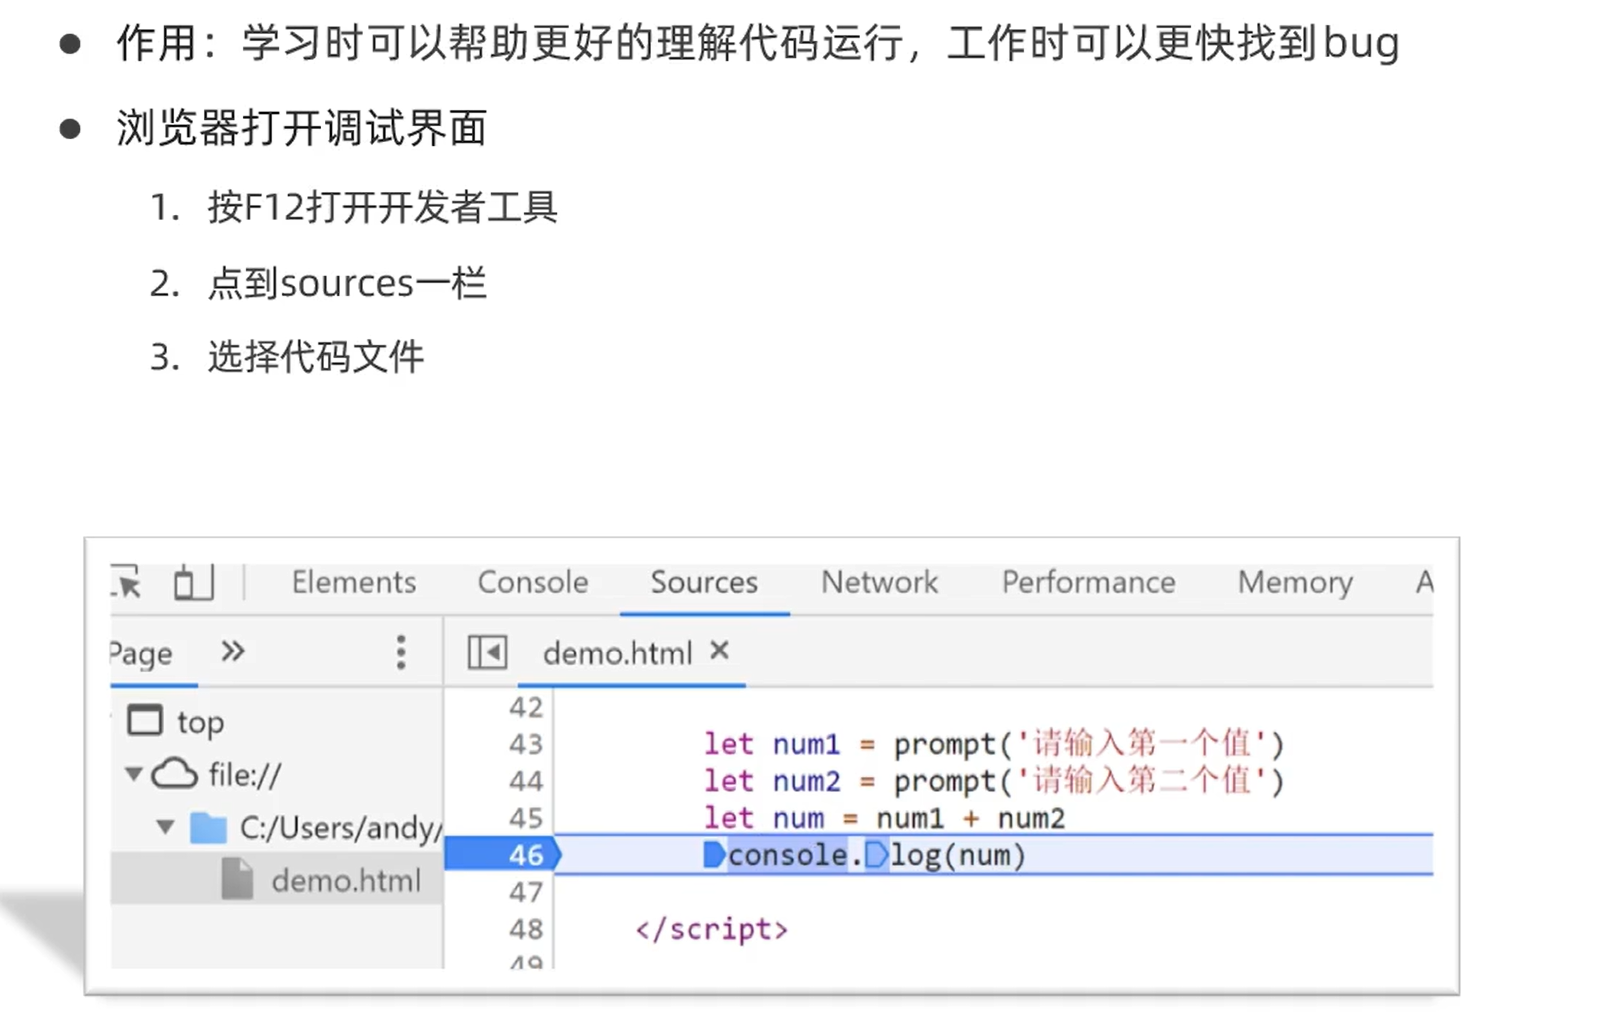 ● 作用：学习时可以帮助更好的理解代码运行，工作时可以更快找到bug
● 浏览器打开调试界面
1. 按F12打开开发者工具
2. 点到sources一栏
3. 选择代码文件
Elements Console Sources Network Performance Memory A
Page » demo.html ×
top
file://
C:/Users/andy/
demo.html
42
43 let num1 = prompt('请输入第一个值')
44 let num2 = prompt('请输入第二个值')
45 let num = num1 + num2
46 console.log(num)
47
48 </script>
49